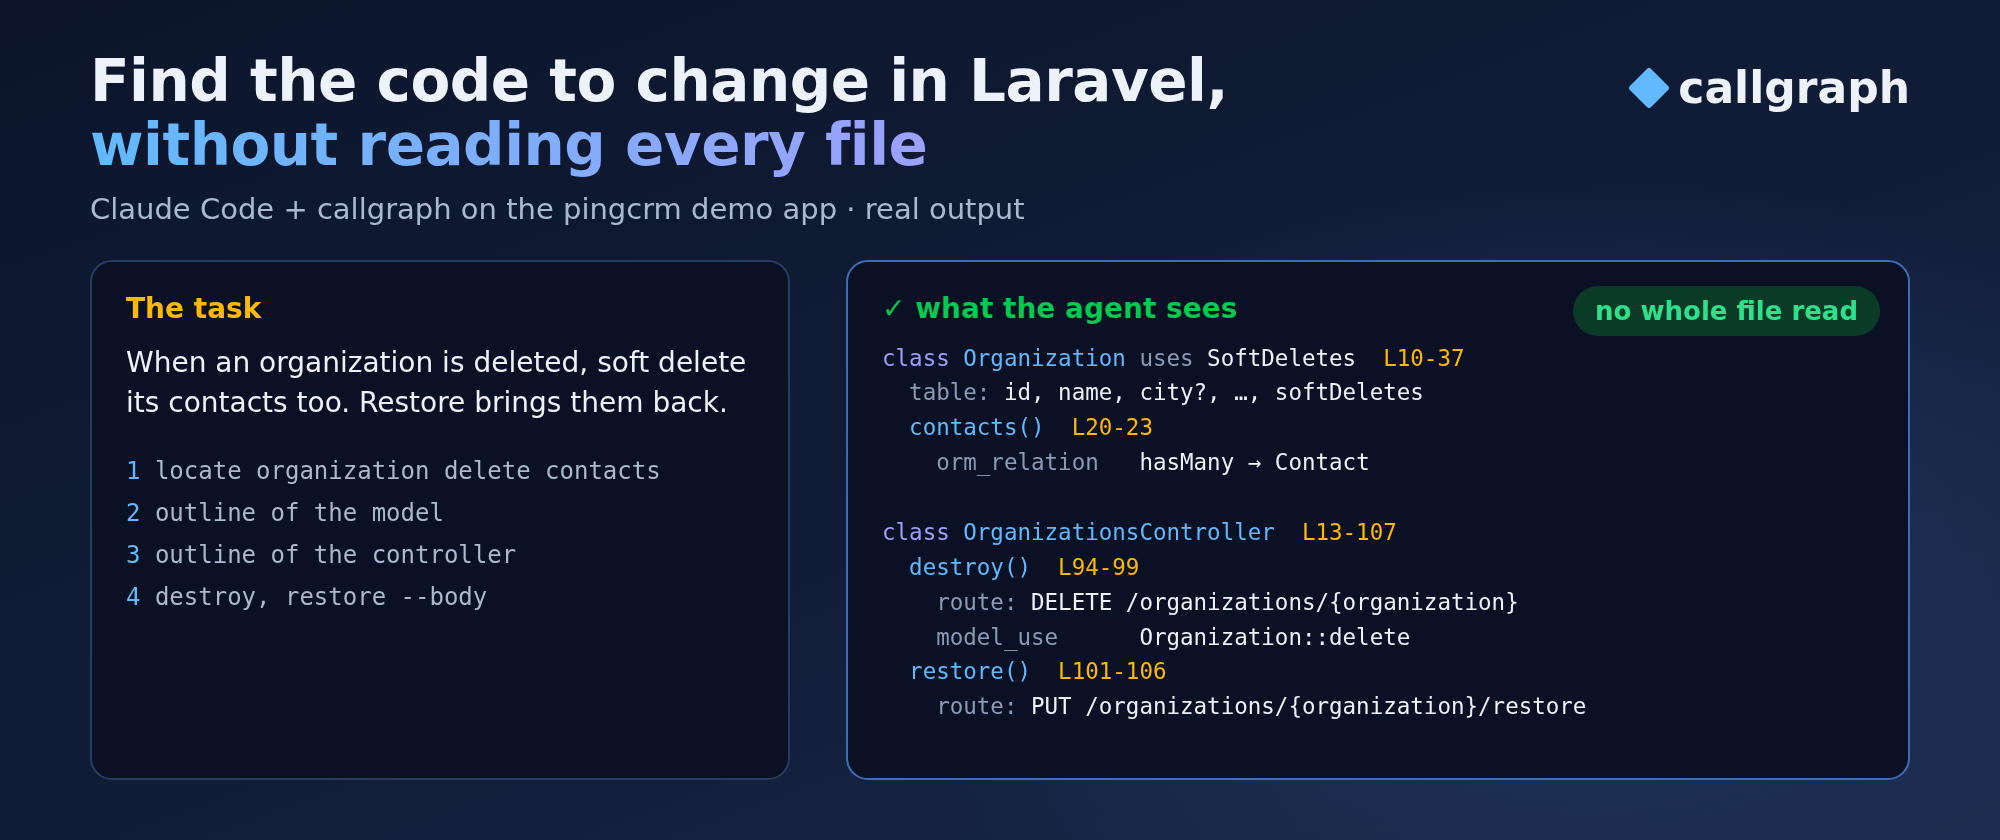 Find the code to change in Laravel,
without reading every file
callgraph
Claude Code + callgraph on the pingcrm demo app · real output
The task
When an organization is deleted, soft delete
its contacts too. Restore brings them back.
1 locate organization delete contacts
2 outline of the model
3 outline of the controller
4 destroy, restore --body
✓ what the agent sees
no whole file read
class Organization uses SoftDeletes  L10-37
  table: id, name, city?, …, softDeletes
  contacts()  L20-23
    orm_relation   hasMany → Contact
class OrganizationsController  L13-107
  destroy()  L94-99
    route: DELETE /organizations/{organization}
    model_use      Organization::delete
  restore()  L101-106
    route: PUT /organizations/{organization}/restore